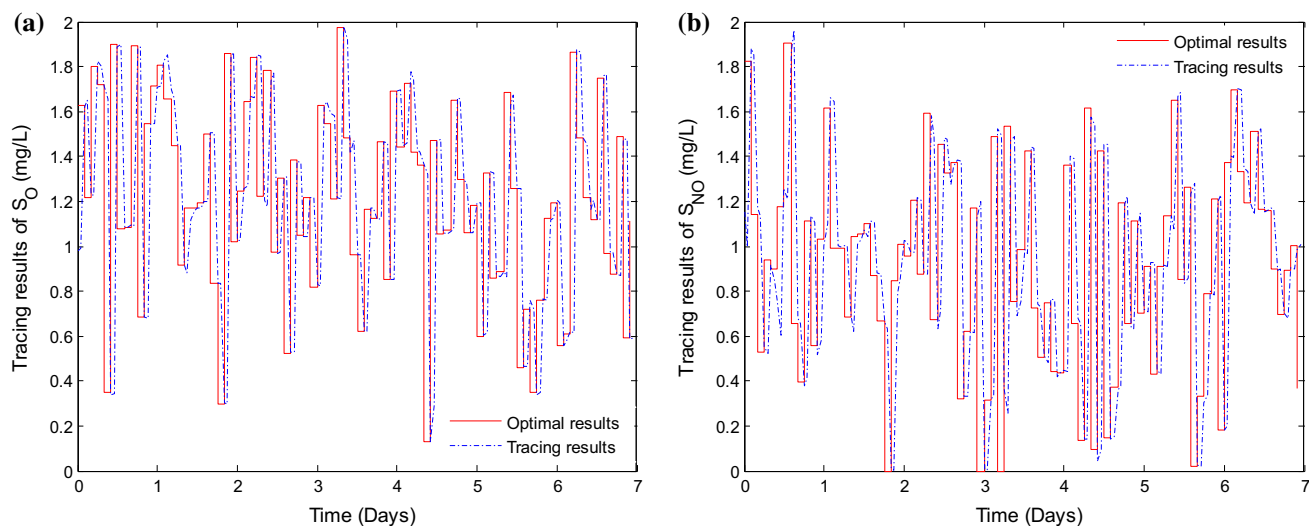 (a)
Tracing results of S_O (mg/L)
2
1.8
1.6
1.4
1.2
1
0.8
0.6
0.4
0.2
0
0 1 2 3 4 5 6 7
Time (Days)
Optimal results
Tracing results
(b)
Tracing results of S_NO (mg/L)
2
1.8
1.6
1.4
1.2
1
0.8
0.6
0.4
0.2
0
0 1 2 3 4 5 6 7
Time (Days)
Optimal results
Tracing results